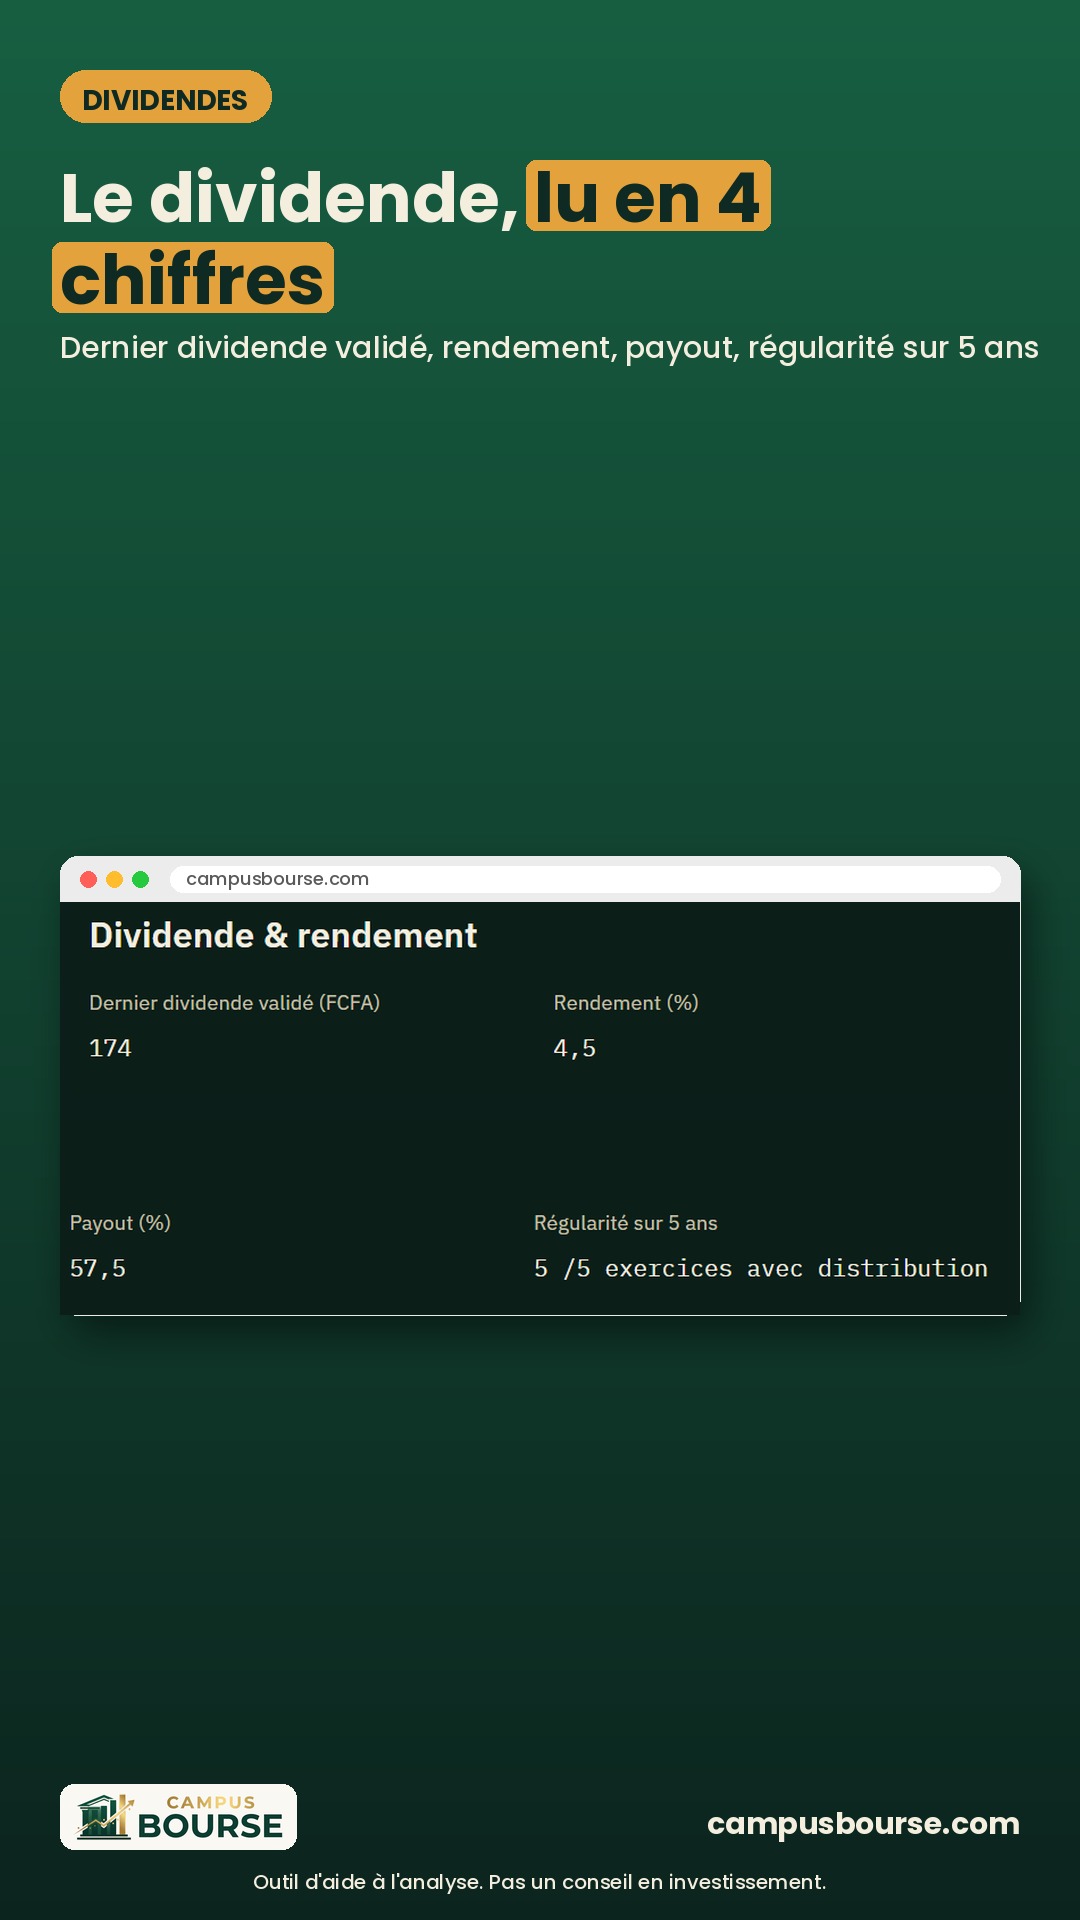 DIVIDENDES
Le dividende, lu en 4
chiffres
Dernier dividende validé, rendement, payout, régularité sur 5 ans
campusbourse.com
Dividende & rendement
Dernier dividende validé (FCFA) Rendement (%)
174 4,5
Payout (%) Régularité sur 5 ans
57,5 5 /5 exercices avec distribution
CAMPUS
BOURSE
campusbourse.com
Outil d'aide à l'analyse. Pas un conseil en investissement.